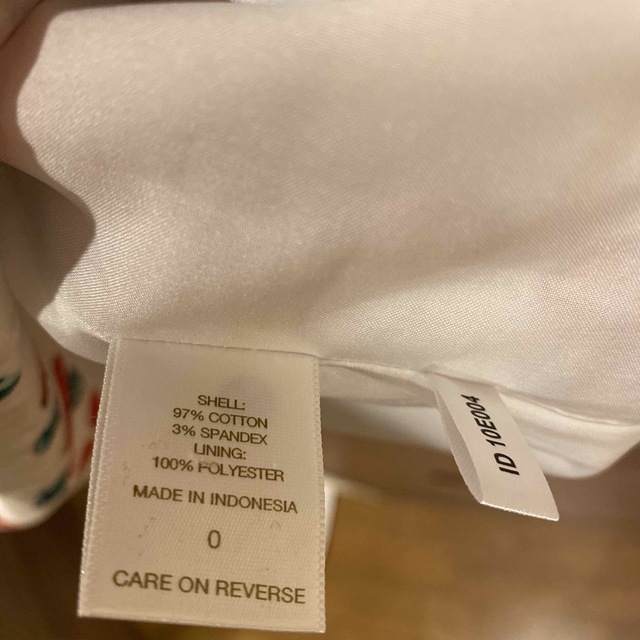 SHELL:
97% COTTON
3% SPANDEX
LINING:
100% POLYESTER
MADE IN INDONESIA
0
CARE ON REVERSE
ID 10E004